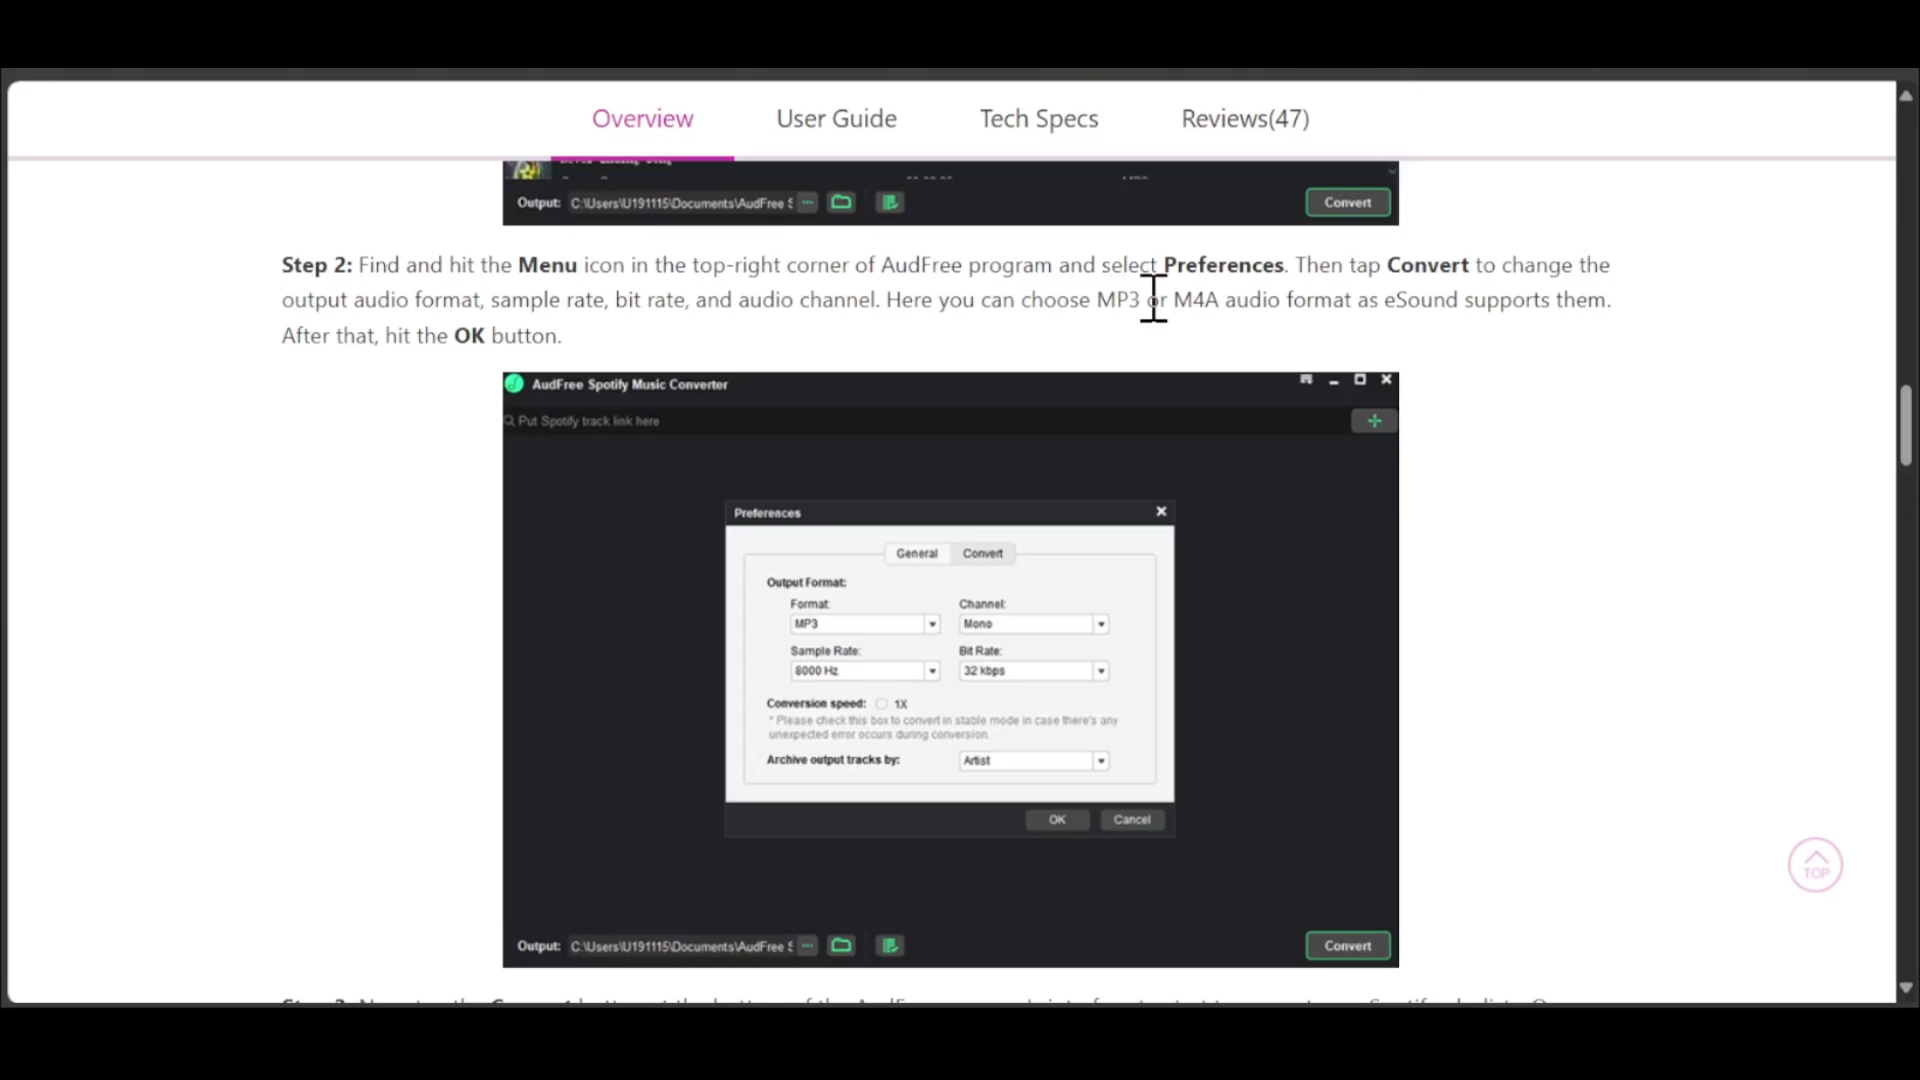 Overview User Guide Tech Specs Reviews(47)
Output: C:\Users\U191115\Documents\AudFree S ... Convert
Step 2: Find and hit the Menu icon in the top-right corner of AudFree program and select Preferences. Then tap Convert to change the
output audio format, sample rate, bit rate, and audio channel. Here you can choose MP3 or M4A audio format as eSound supports them.
After that, hit the OK button.
AudFree Spotify Music Converter
Put Spotify track link here
Preferences
General Convert
Output Format:
Format: Channel:
MP3 Mono
Sample Rate: Bit Rate:
8000 Hz 32 kbps
Conversion speed: 1X
* Please check this box to convert in stable mode in case there's any
unexpected error occurs during conversion.
Archive output tracks by: Artist
OK Cancel
TOP
Output: C:\Users\U191115\Documents\AudFree S ... Convert